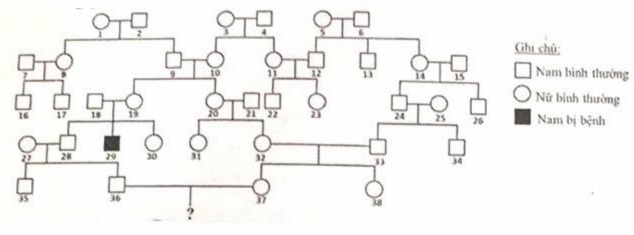 1 2 3 4 5 6
Ghi chú:
7 8 9 10 11 12 13 14 15
Nam bình thường
16 17 18 19 20 21 22 23 24 25 26
Nữ bình thường
27 28 29 30 31 32 33 34
Nam bị bệnh
35 36 37 38
?